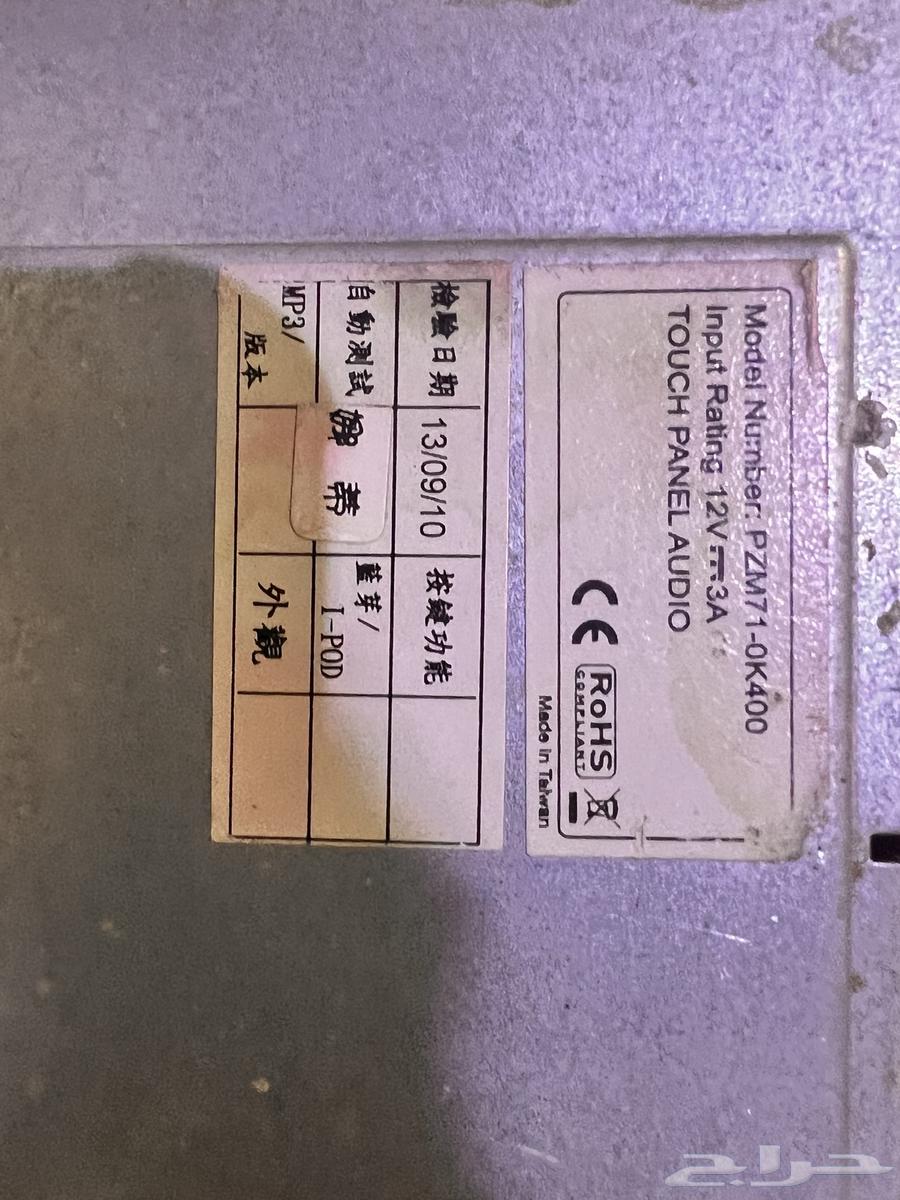 Model Number: PZM71-0K400
Input Rating 12V⎓3A
TOUCH PANEL AUDIO
CE RoHS
COMPLIANT
Made in Taiwan
檢驗日期 13/09/10 按鍵功能
自動測試 藍芽/
I-POD
MP3/
版本 外觀
حراج